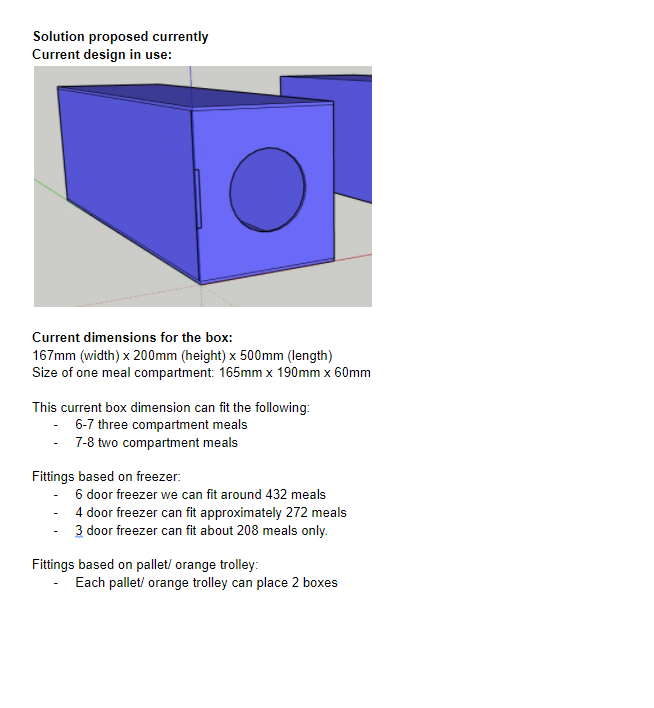 Solution proposed currently
Current design in use:
Current dimensions for the box:
167mm (width) x 200mm (height) x 500mm (length)
Size of one meal compartment: 165mm x 190mm x 60mm
This current box dimension can fit the following:
- 6-7 three compartment meals
- 7-8 two compartment meals
Fittings based on freezer:
- 6 door freezer we can fit around 432 meals
- 4 door freezer can fit approximately 272 meals
- 3 door freezer can fit about 208 meals only.
Fittings based on pallet/ orange trolley:
- Each pallet/ orange trolley can place 2 boxes